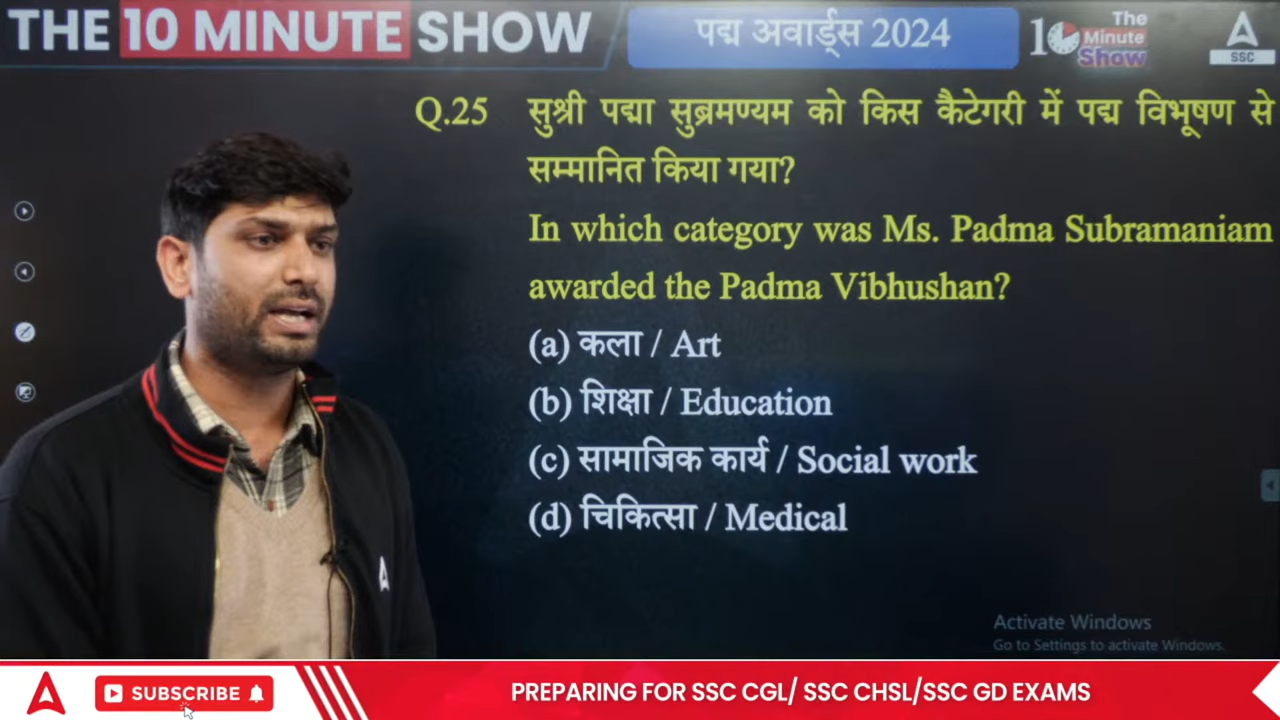 THE 10 MINUTE SHOW
पद्म अवार्ड्स 2024
10 The Minute Show
SSC
Q.25 सुश्री पद्मा सुब्रमण्यम को किस कैटेगरी में पद्म विभूषण से
सम्मानित किया गया?
In which category was Ms. Padma Subramaniam
awarded the Padma Vibhushan?
(a) कला / Art
(b) शिक्षा / Education
(c) सामाजिक कार्य / Social work
(d) चिकित्सा / Medical
Activate Windows
Go to Settings to activate Windows.
SUBSCRIBE
PREPARING FOR SSC CGL/ SSC CHSL/SSC GD EXAMS